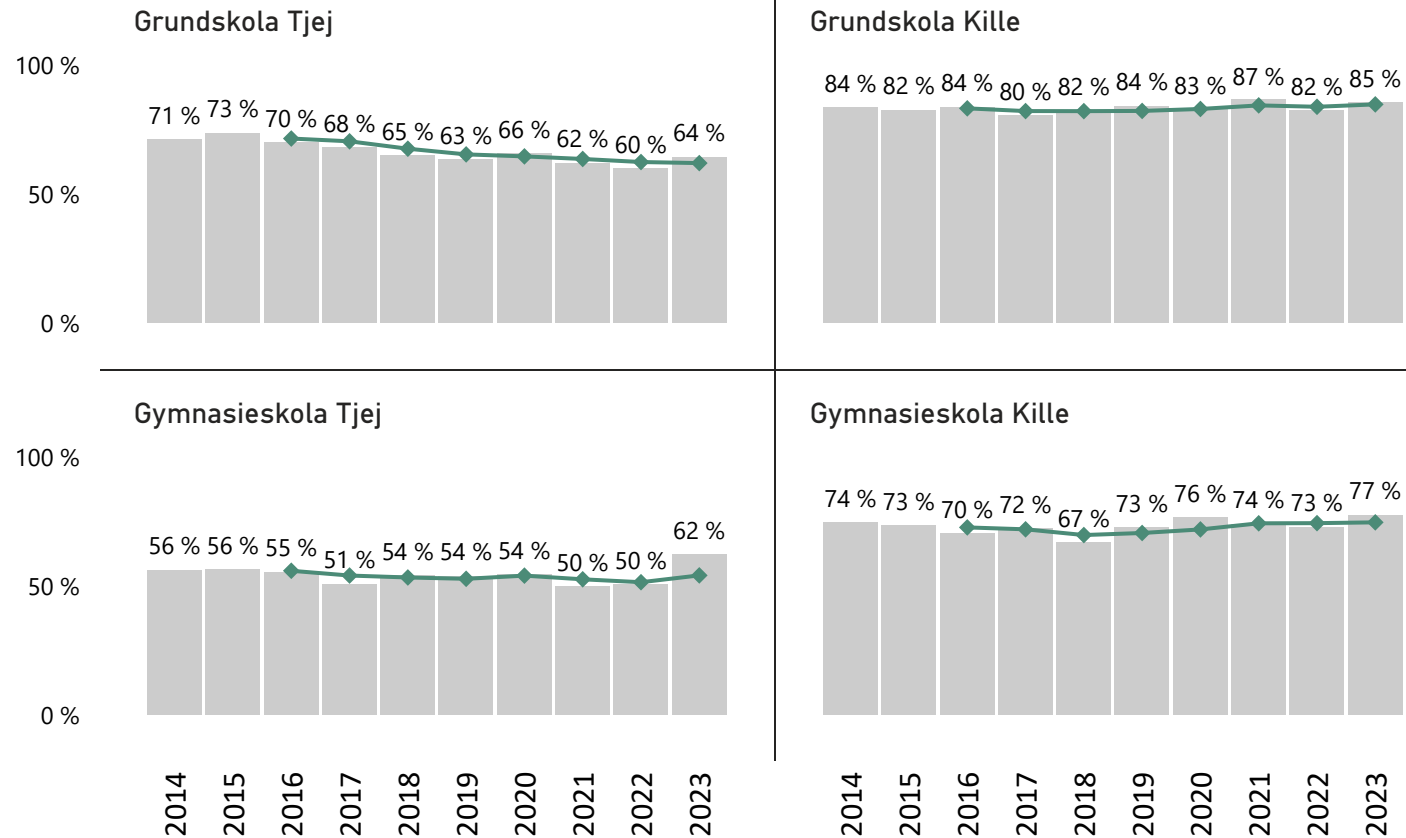 Grundskola Tjej
100 %
50 %
0 %
71 % 73 % 70 % 68 % 65 % 63 % 66 % 62 % 60 % 64 %
Grundskola Kille
84 % 82 % 84 % 80 % 82 % 84 % 83 % 87 % 82 % 85 %
Gymnasieskola Tjej
100 %
50 %
0 %
56 % 56 % 55 % 51 % 54 % 54 % 54 % 50 % 50 % 62 %
Gymnasieskola Kille
74 % 73 % 70 % 72 % 67 % 73 % 76 % 74 % 73 % 77 %
2014 2015 2016 2017 2018 2019 2020 2021 2022 2023
2014 2015 2016 2017 2018 2019 2020 2021 2022 2023